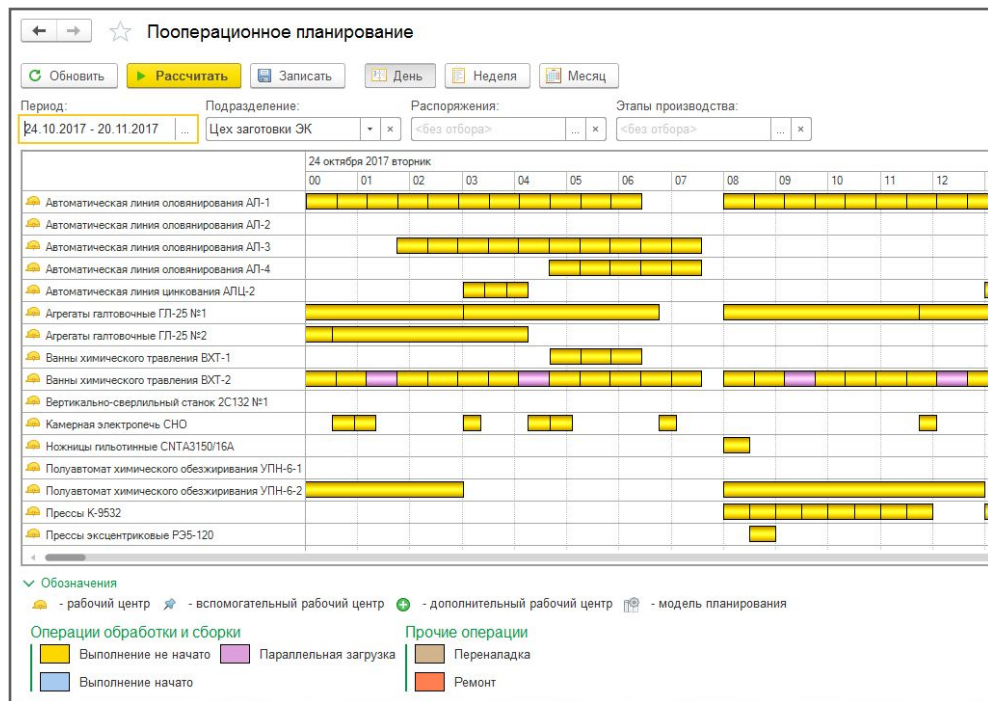 Пооперационное планирование
Обновить Рассчитать Записать День Неделя Месяц
Период: Подразделение: Распоряжения: Этапы производства:
24.10.2017 - 20.11.2017 ... Цех заготовки ЭК × <без отбора> ... × <без отбора> ... ×
24 октября 2017 вторник
00 01 02 03 04 05 06 07 08 09 10 11 12
Автоматическая линия оловянирования АЛ-1
Автоматическая линия оловянирования АЛ-2
Автоматическая линия оловянирования АЛ-3
Автоматическая линия оловянирования АЛ-4
Автоматическая линия цинкования АЛЦ-2
Агрегаты галтовочные ГЛ-25 №1
Агрегаты галтовочные ГЛ-25 №2
Ванны химического травления ВХТ-1
Ванны химического травления ВХТ-2
Вертикально-сверлильный станок 2С132 №1
Камерная электропечь СНО
Ножницы гильотинные CNTA3150/16A
Полуавтомат химического обезжиривания УПН-6-1
Полуавтомат химического обезжиривания УПН-6-2
Прессы К-9532
Прессы эксцентриковые РЭ5-120
Обозначения
- рабочий центр - вспомогательный рабочий центр - дополнительный рабочий центр - модель планирования
Операции обработки и сборки Прочие операции
Выполнение не начато Параллельная загрузка Переналадка
Выполнение начато Ремонт